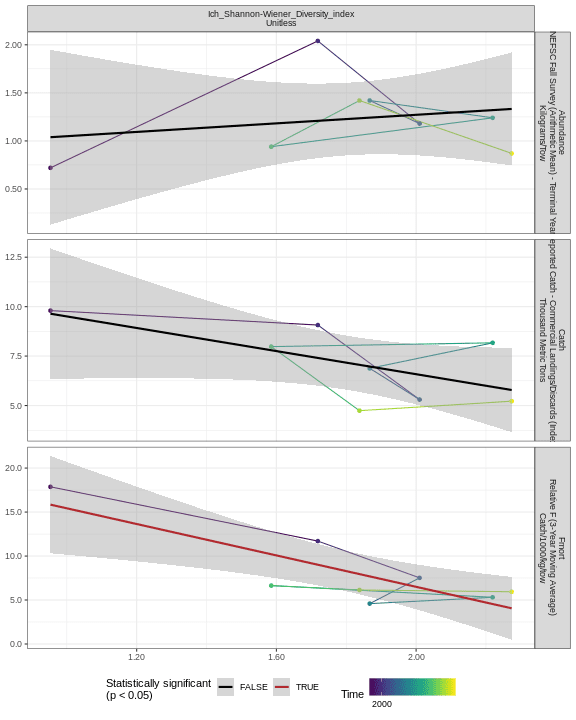 Ich_Shannon-Wiener_Diversity_index
Unitless
2.00
1.50
1.00
0.50
Abundance
NEFSC Fall Survey (Arithmetic Mean) - Terminal Year
Kilograms/Tow
12.5
10.0
7.5
5.0
Catch
eported Catch - Commercial Landings/Discards (Inde
Thousand Metric Tons
20.0
15.0
10.0
5.0
0.0
Fmort
Relative F (3-Year Moving Average)
Catch/1000/kg/tow
1.20
1.60
2.00
Statistically significant
(p < 0.05)
FALSE
TRUE
Time
2000